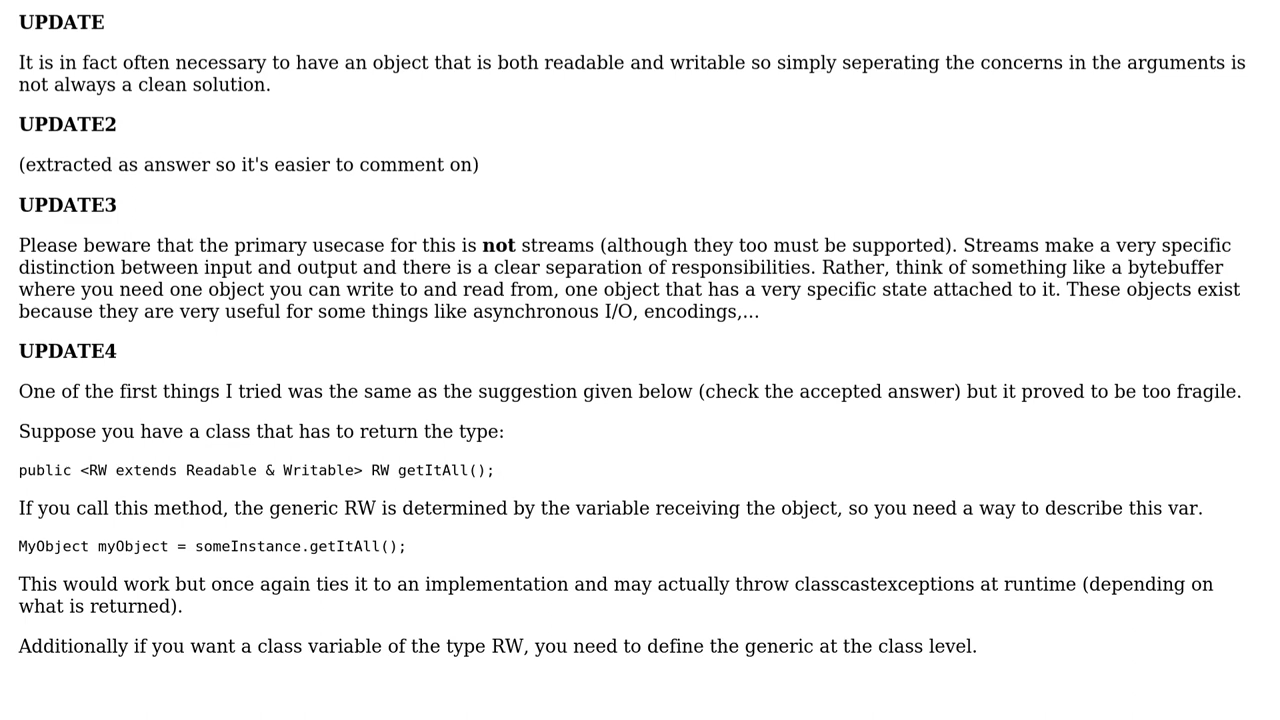 UPDATE
It is in fact often necessary to have an object that is both readable and writable so simply seperating the concerns in the arguments is
not always a clean solution.
UPDATE2
(extracted as answer so it's easier to comment on)
UPDATE3
Please beware that the primary usecase for this is not streams (although they too must be supported). Streams make a very specific
distinction between input and output and there is a clear separation of responsibilities. Rather, think of something like a bytebuffer
where you need one object you can write to and read from, one object that has a very specific state attached to it. These objects exist
because they are very useful for some things like asynchronous I/O, encodings,...
UPDATE4
One of the first things I tried was the same as the suggestion given below (check the accepted answer) but it proved to be too fragile.
Suppose you have a class that has to return the type:
public <RW extends Readable & Writable> RW getItAll();
If you call this method, the generic RW is determined by the variable receiving the object, so you need a way to describe this var.
MyObject myObject = someInstance.getItAll();
This would work but once again ties it to an implementation and may actually throw classcastexceptions at runtime (depending on
what is returned).
Additionally if you want a class variable of the type RW, you need to define the generic at the class level.